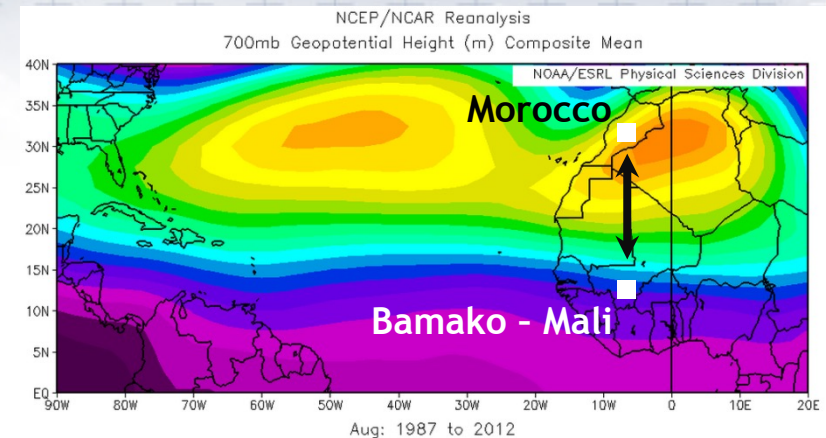 NCEP/NCAR Reanalysis
700mb Geopotential Height (m) Composite Mean
NOAA/ESRL Physical Sciences Division
40N
35N
30N
25N
20N
15N
10N
5N
EQ
Morocco
Bamako – Mali
90W 80W 70W 60W 50W 40W 30W 20W 10W 0 10E 20E
Aug: 1987 to 2012